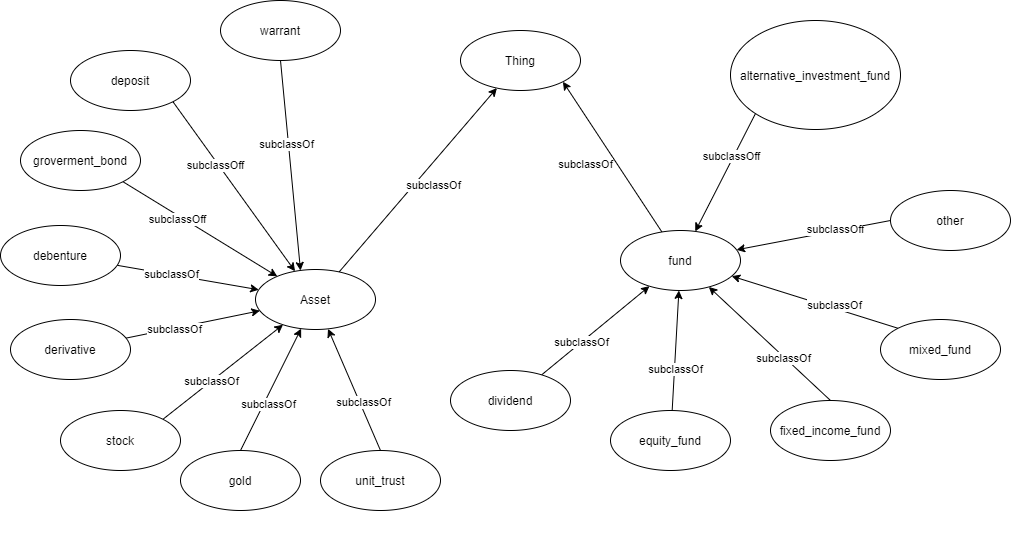 warrant
Thing
deposit
alternative_investment_fund
subclassOf
groverment_bond
subclassOff
subclassOff
subclassOf
subclassOf
subclassOff
subclassOff
other
subclassOff
debenture
fund
subclassOf
Asset
subclassOf
subclassOf
derivative
subclassOf
mixed_fund
subclassOf
subclassOf
subclassOf
subclassOf
subclassOf
subclassOf
dividend
stock
equity_fund
fixed_income_fund
gold
unit_trust